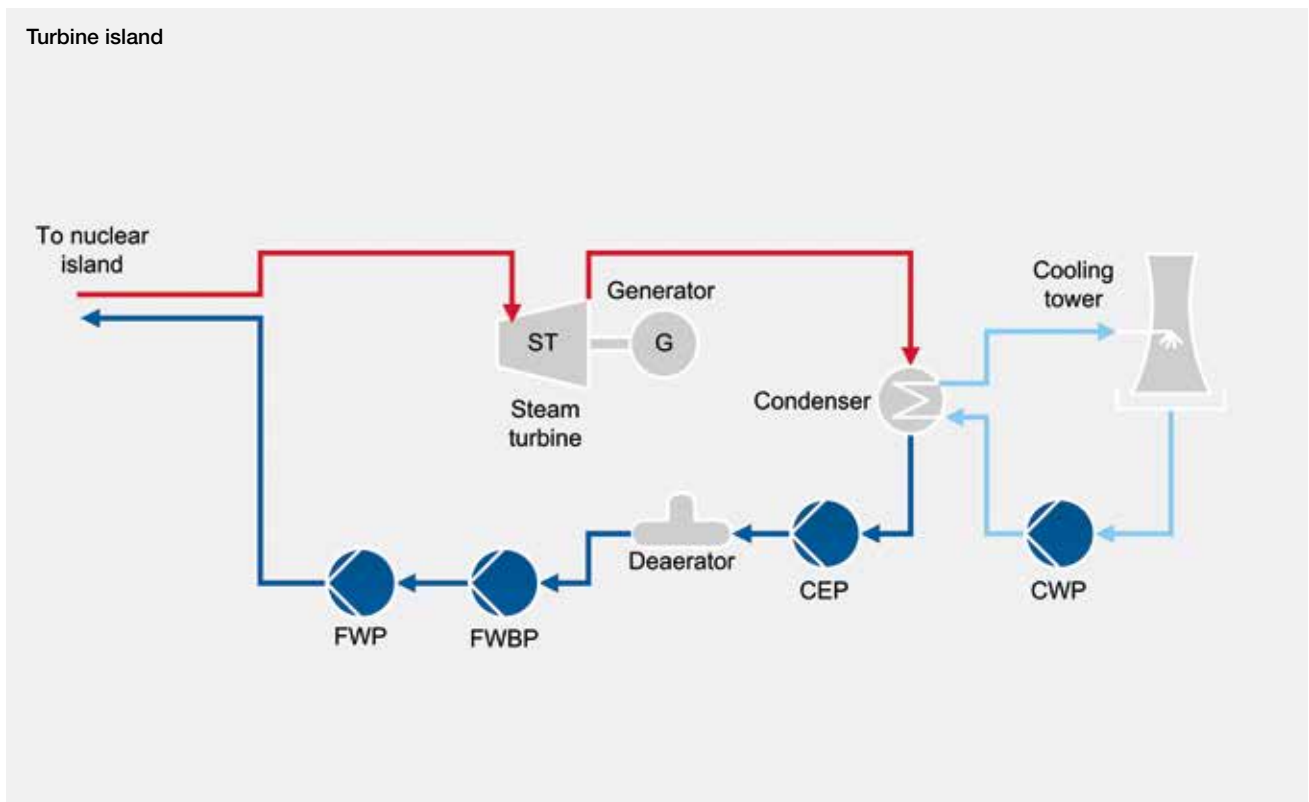 Turbine island
To nuclear
island
Generator
Cooling
tower
ST
G
Steam
turbine
Condenser
Deaerator
CEP
CWP
FWP
FWBP